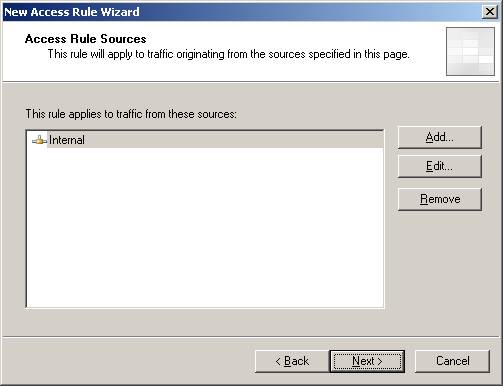 New Access Rule Wizard
Access Rule Sources
This rule will apply to traffic originating from the sources specified in this page.
This rule applies to traffic from these sources:
Internal
Add...
Edit...
Remove
< Back
Next >
Cancel